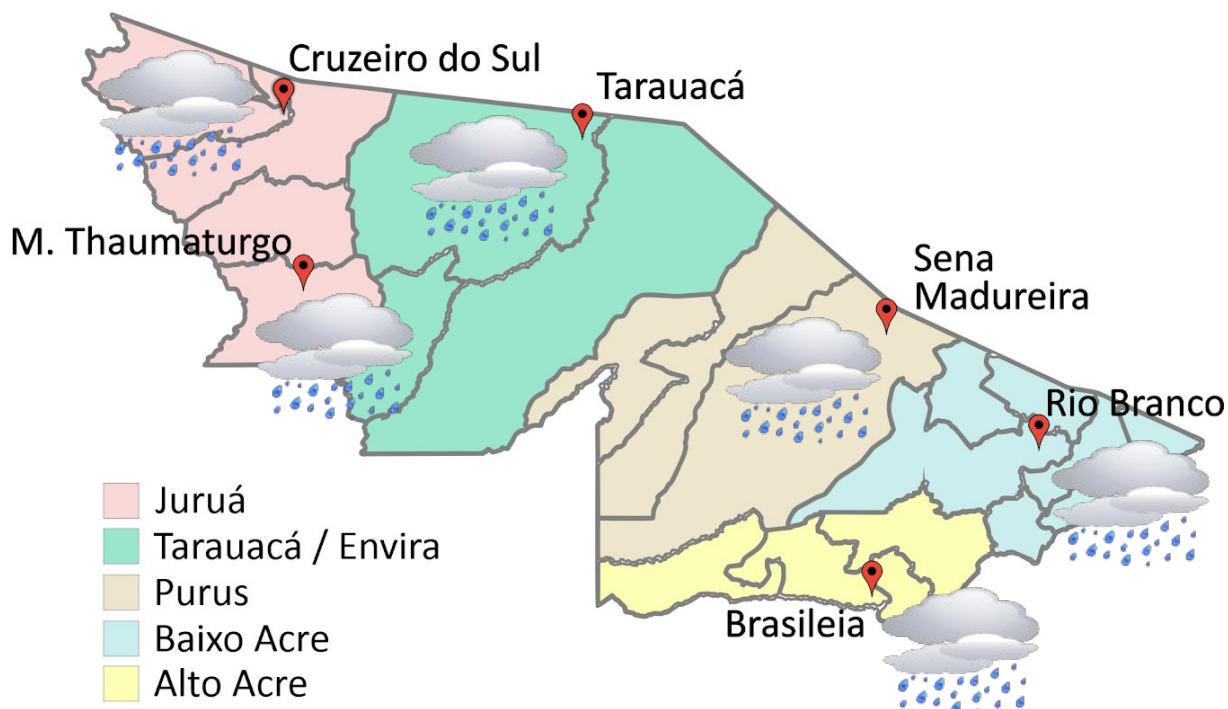 Cruzeiro do Sul
Tarauacá
M. Thaumaturgo
Sena
Madureira
Rio Branco
Brasileia
Juruá
Tarauacá / Envira
Purus
Baixo Acre
Alto Acre